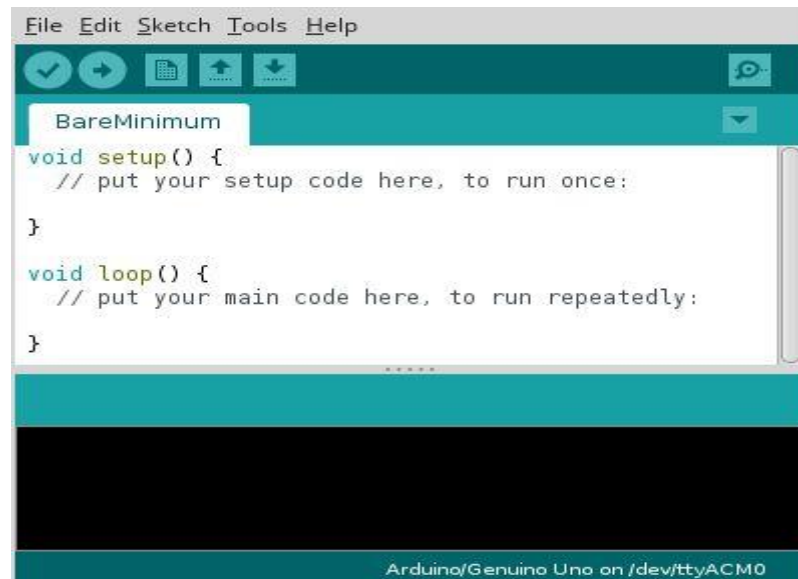 File Edit Sketch Tools Help
BareMinimum
void setup() {
  // put your setup code here, to run once:
}
void loop() {
  // put your main code here, to run repeatedly:
}
Arduino/Genuino Uno on /dev/ttyACM0